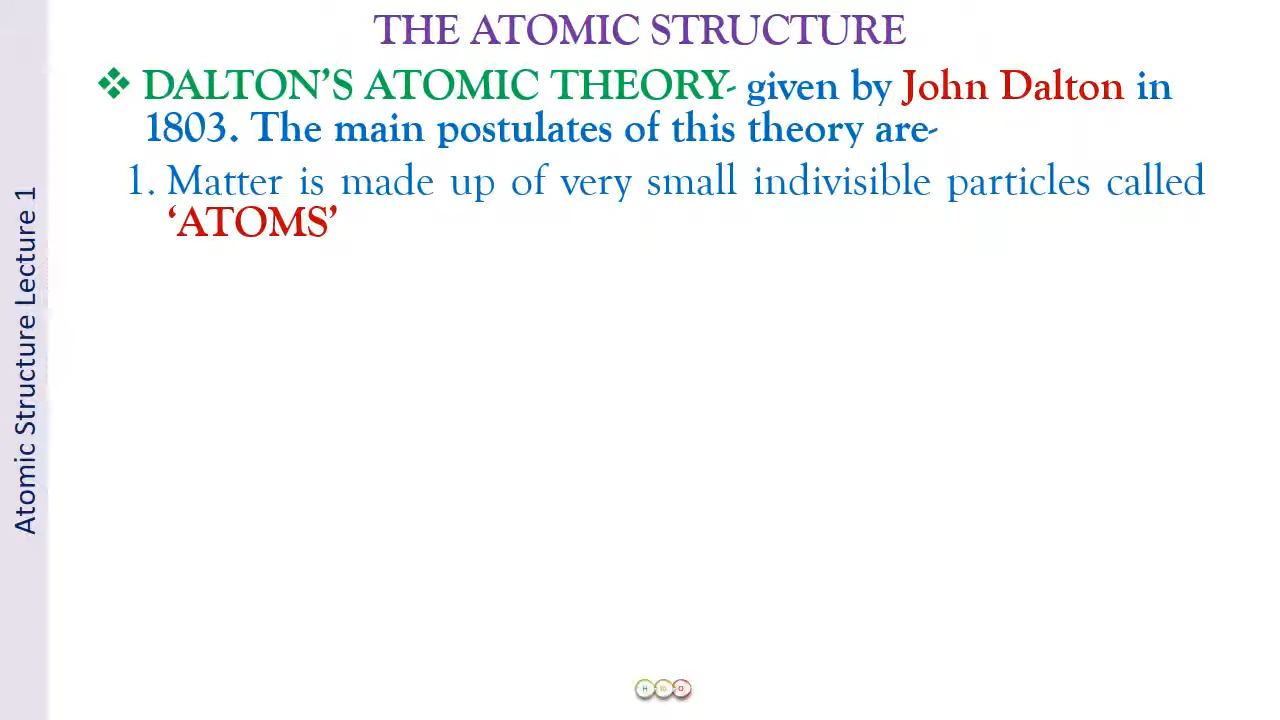 THE ATOMIC STRUCTURE
❖ DALTON'S ATOMIC THEORY- given by John Dalton in
1803. The main postulates of this theory are-
1. Matter is made up of very small indivisible particles called
‘ATOMS’
Atomic Structure Lecture 1